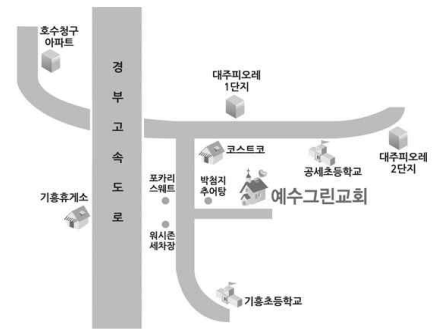 호수청구
아파트
경부고속도로
대주피오레
1단지
코스트코
공세초등학교
대주피오레
2단지
포카리
스웨트
박첨지
추어탕
예수그린교회
기흥휴게소
워시존
세차장
기흥초등학교